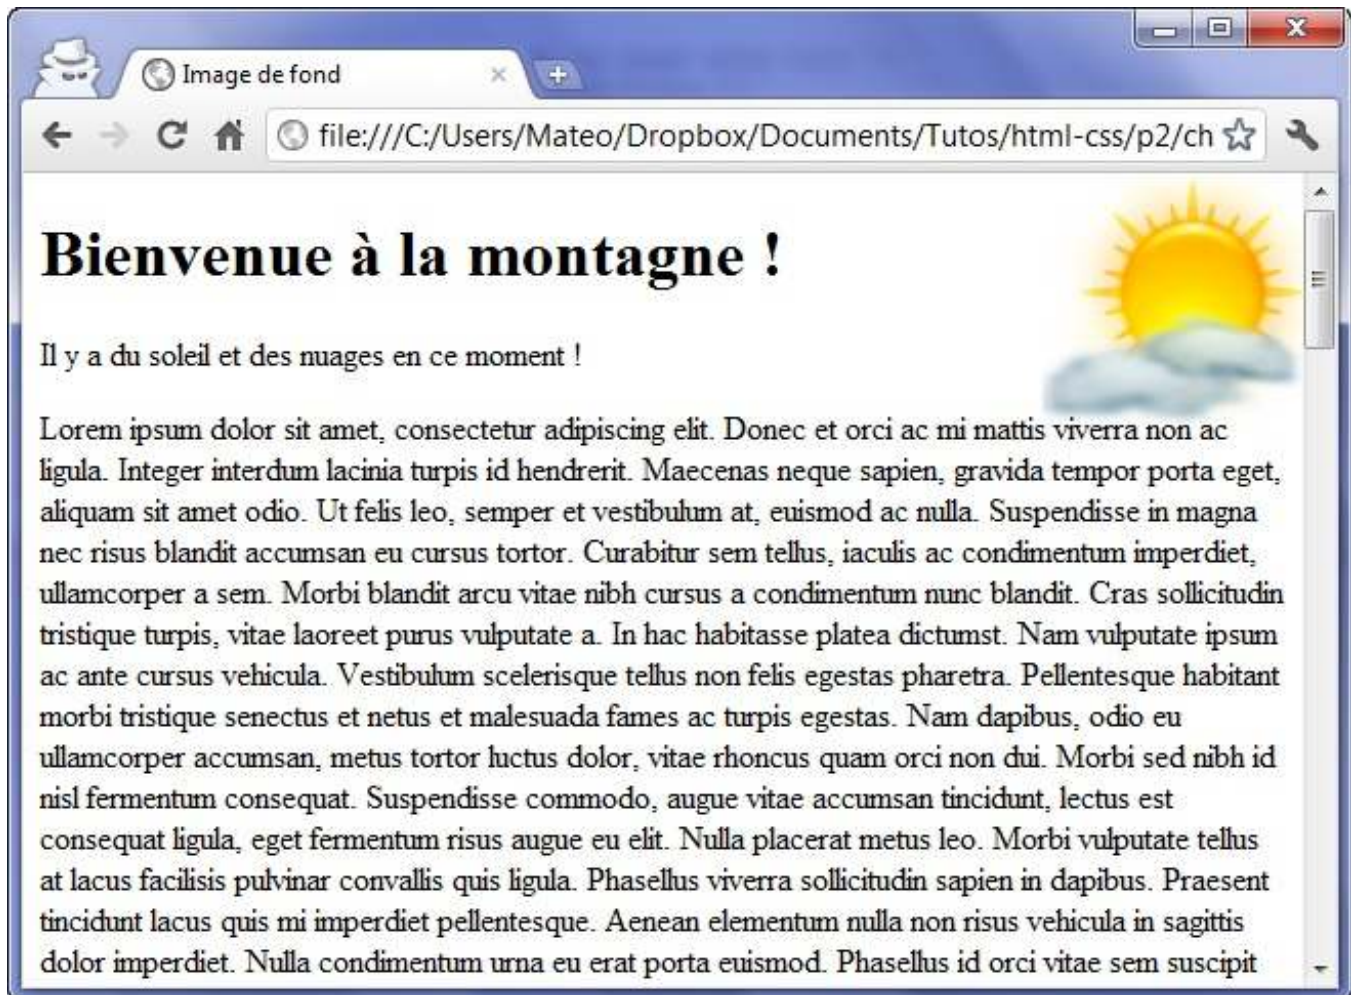 Image de fond
file:///C:/Users/Mateo/Dropbox/Documents/Tutos/html-css/p2/ch
Bienvenue à la montagne !
Il y a du soleil et des nuages en ce moment !
Lorem ipsum dolor sit amet, consectetur adipiscing elit. Donec et orci ac mi mattis viverra non ac
ligula. Integer interdum lacinia turpis id hendrerit. Maecenas neque sapien, gravida tempor porta eget,
aliquam sit amet odio. Ut felis leo, semper et vestibulum at, euismod ac nulla. Suspendisse in magna
nec risus blandit accumsan eu cursus tortor. Curabitur sem tellus, iaculis ac condimentum imperdiet,
ullamcorper a sem. Morbi blandit arcu vitae nibh cursus a condimentum nunc blandit. Cras sollicitudin
tristique turpis, vitae laoreet purus vulputate a. In hac habitasse platea dictumst. Nam vulputate ipsum
ac ante cursus vehicula. Vestibulum scelerisque tellus non felis egestas pharetra. Pellentesque habitant
morbi tristique senectus et netus et malesuada fames ac turpis egestas. Nam dapibus, odio eu
ullamcorper accumsan, metus tortor luctus dolor, vitae rhoncus quam orci non dui. Morbi sed nibh id
nisl fermentum consequat. Suspendisse commodo, augue vitae accumsan tincidunt, lectus est
consequat ligula, eget fermentum risus augue eu elit. Nulla placerat metus leo. Morbi vulputate tellus
at lacus facilisis pulvinar convallis quis ligula. Phasellus viverra sollicitudin sapien in dapibus. Praesent
tincidunt lacus quis mi imperdiet pellentesque. Aenean elementum nulla non risus vehicula in sagittis
dolor imperdiet. Nulla condimentum urna eu erat porta euismod. Phasellus id orci vitae sem suscipit